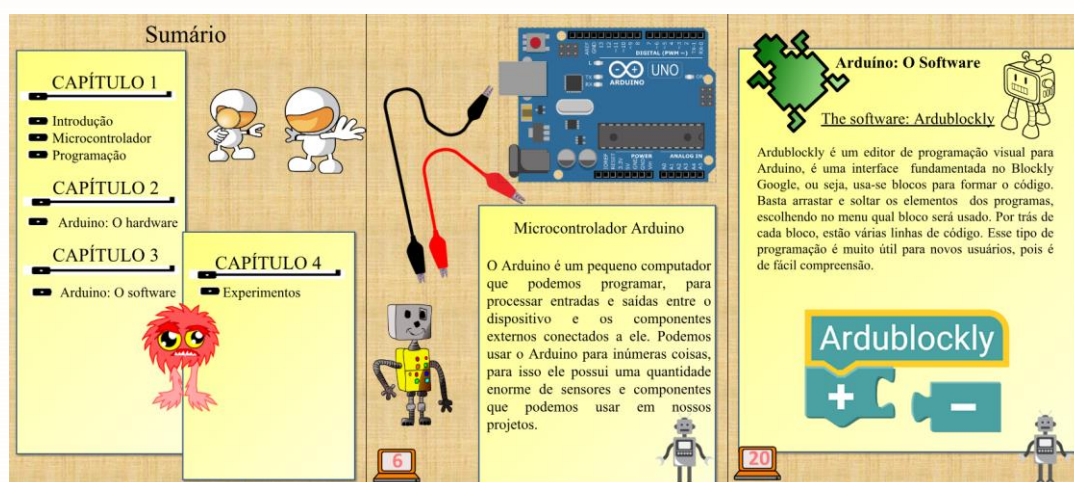 Sumário
CAPÍTULO 1
Introdução
Microcontrolador
Programação
CAPÍTULO 2
Arduino: O hardware
CAPÍTULO 3
Arduino: O software
CAPÍTULO 4
Experimentos
DIGITAL (PWM ~)
UNO
ARDUINO
POWER
ANALOG IN
Microcontrolador Arduino
O Arduino é um pequeno computador
que podemos programar, para
processar entradas e saídas entre o
dispositivo e os componentes
externos conectados a ele. Podemos
usar o Arduino para inúmeras coisas,
para isso ele possui uma quantidade
enorme de sensores e componentes
que podemos usar em nossos
projetos.
6
Arduíno: O Software
The software: Ardublockly
Ardublockly é um editor de programação visual para
Arduino, é uma interface fundamentada no Blockly
Google, ou seja, usa-se blocos para formar o código.
Basta arrastar e soltar os elementos dos programas,
escolhendo no menu qual bloco será usado. Por trás de
cada bloco, estão várias linhas de código. Esse tipo de
programação é muito útil para novos usuários, pois é
de fácil compreensão.
Ardublockly
+ -
20